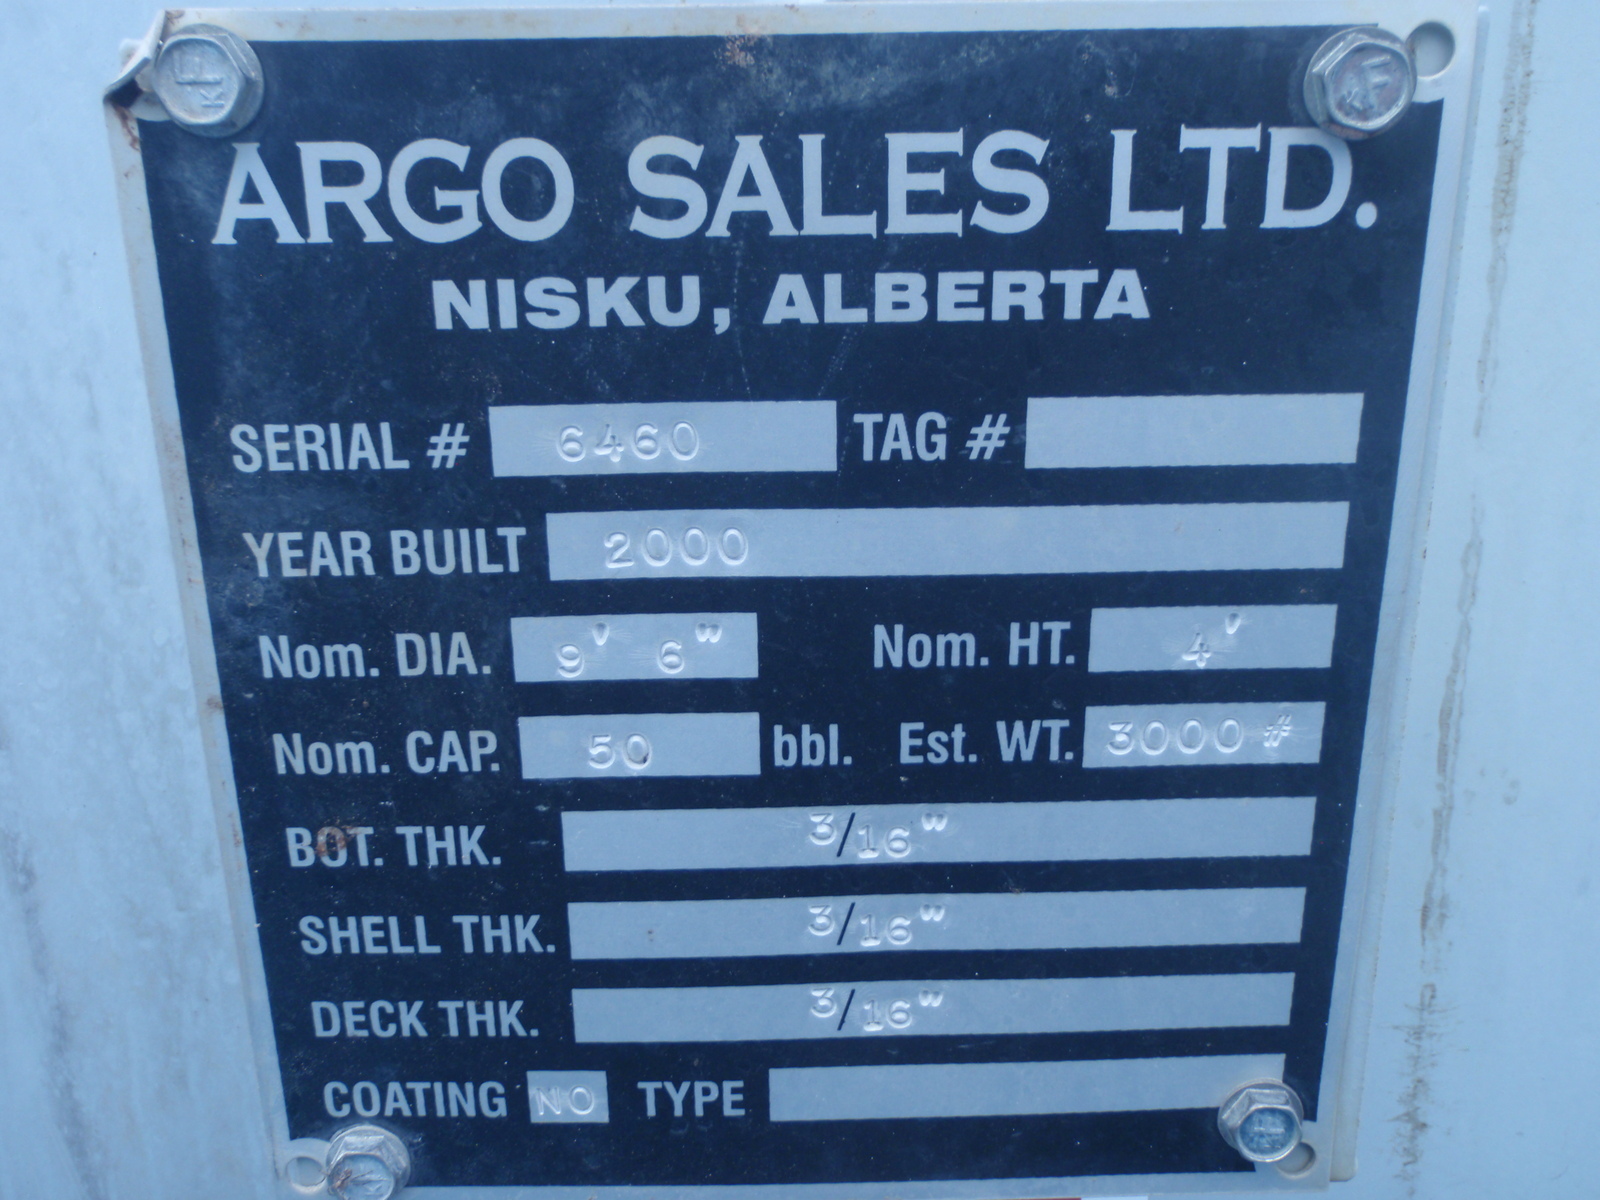 ARGO SALES LTD.
NISKU, ALBERTA
SERIAL # 6460 TAG #
YEAR BUILT 2000
Nom. DIA. 9' 6" Nom. HT. 4'
Nom. CAP. 50 bbl. Est. WT. 3000 #
BOT. THK. 3/16"
SHELL THK. 3/16"
DECK THK. 3/16"
COATING NO TYPE